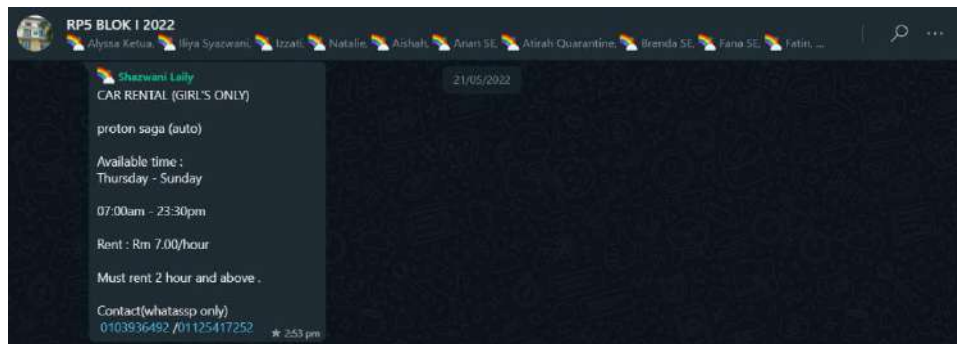 RP5 BLOK I 2022
Alyssa Ketua, Iliya Syazwani, Izzati, Natalie, Aishah, Anan SE, Atirah Quarantine, Brenda SE, Fana SE, Fatin, ...
21/05/2022
Shazwani Laily
CAR RENTAL (GIRL'S ONLY)
proton saga (auto)
Available time :
Thursday - Sunday
07:00am - 23:30pm
Rent : Rm 7.00/hour
Must rent 2 hour and above .
Contact(whatassp only)
0103936492 /01125417252
2:53 pm